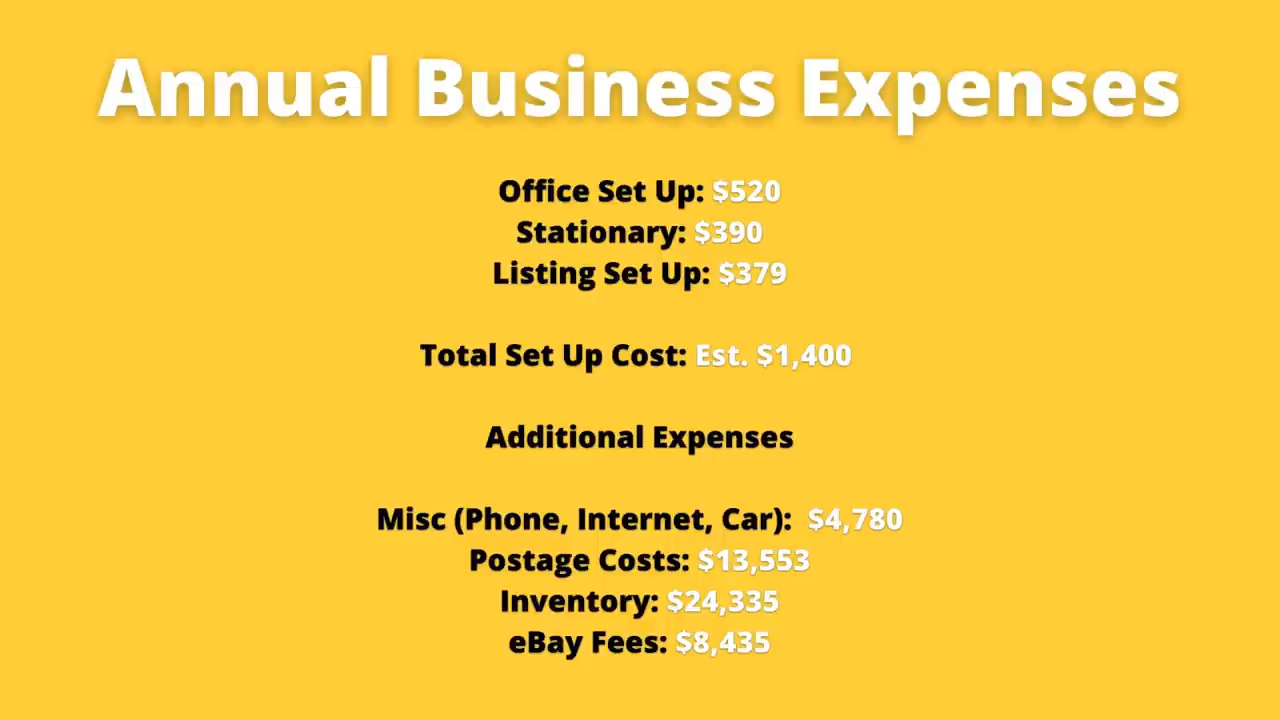 Annual Business Expenses
Office Set Up: $520
Stationary: $390
Listing Set Up: $379
Total Set Up Cost: Est. $1,400
Additional Expenses
Misc (Phone, Internet, Car): $4,780
Postage Costs: $13,553
Inventory: $24,335
eBay Fees: $8,435